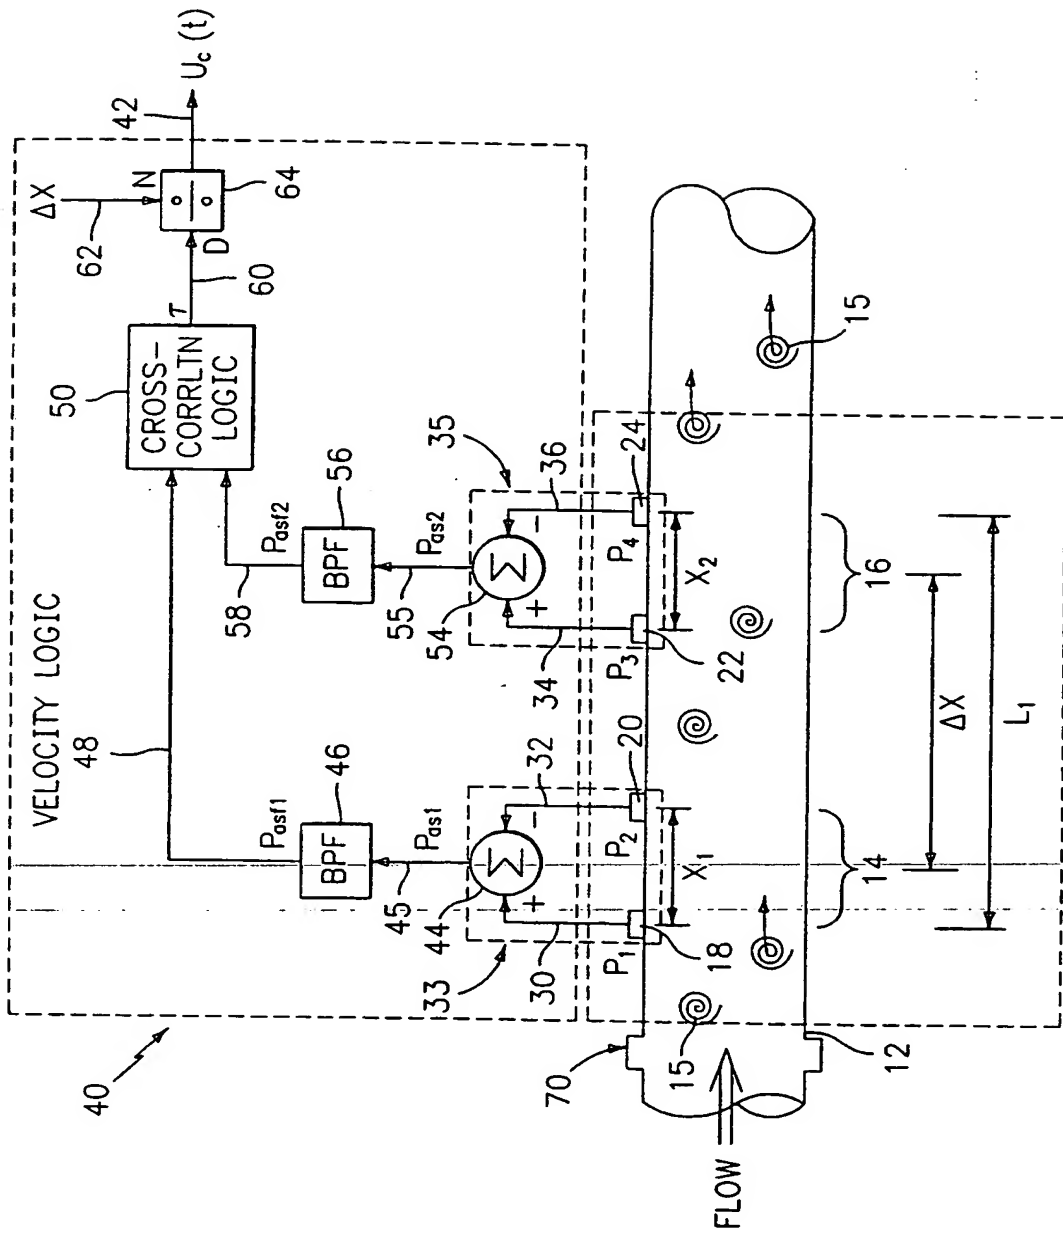 VELOCITY LOGIC
40
ΔX
62
N
64
D
42
Uc (t)
50
CROSS-
CORRLTN
LOGIC
τ
60
48
Pasf1
Pasf2
58
46
BPF
56
BPF
45
Pas1
55
Pas2
33
44
Σ
+
-
35
54
Σ
+
-
30
32
34
36
P1
P2
P3
P4
18
20
22
24
X1
X2
70
15
15
FLOW
12
14
16
ΔX
L1